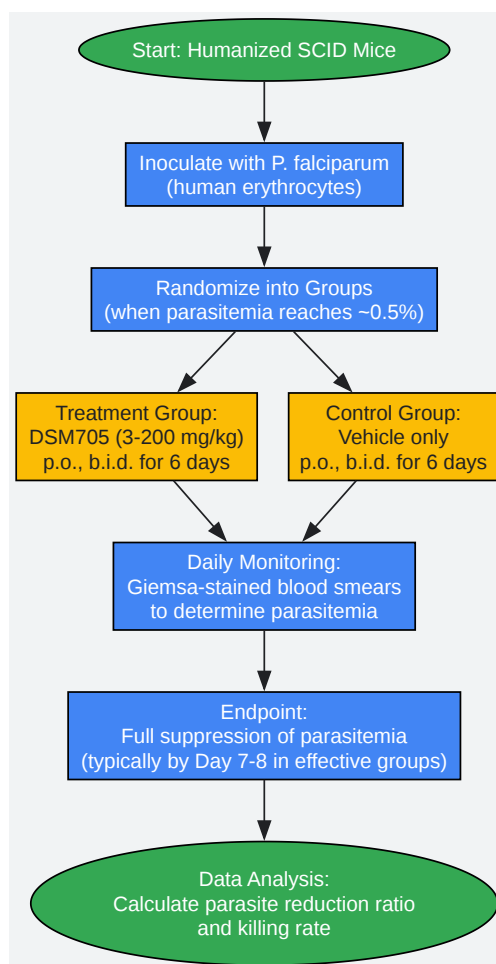 Start: Humanized SCID Mice
Inoculate with P. falciparum
(human erythrocytes)
Randomize into Groups
(when parasitemia reaches ~0.5%)
Treatment Group:
DSM705 (3-200 mg/kg)
p.o., b.i.d. for 6 days
Control Group:
Vehicle only
p.o., b.i.d. for 6 days
Daily Monitoring:
Giemsa-stained blood smears
to determine parasitemia
Endpoint:
Full suppression of parasitemia
(typically by Day 7-8 in effective groups)
Data Analysis:
Calculate parasite reduction ratio
and killing rate